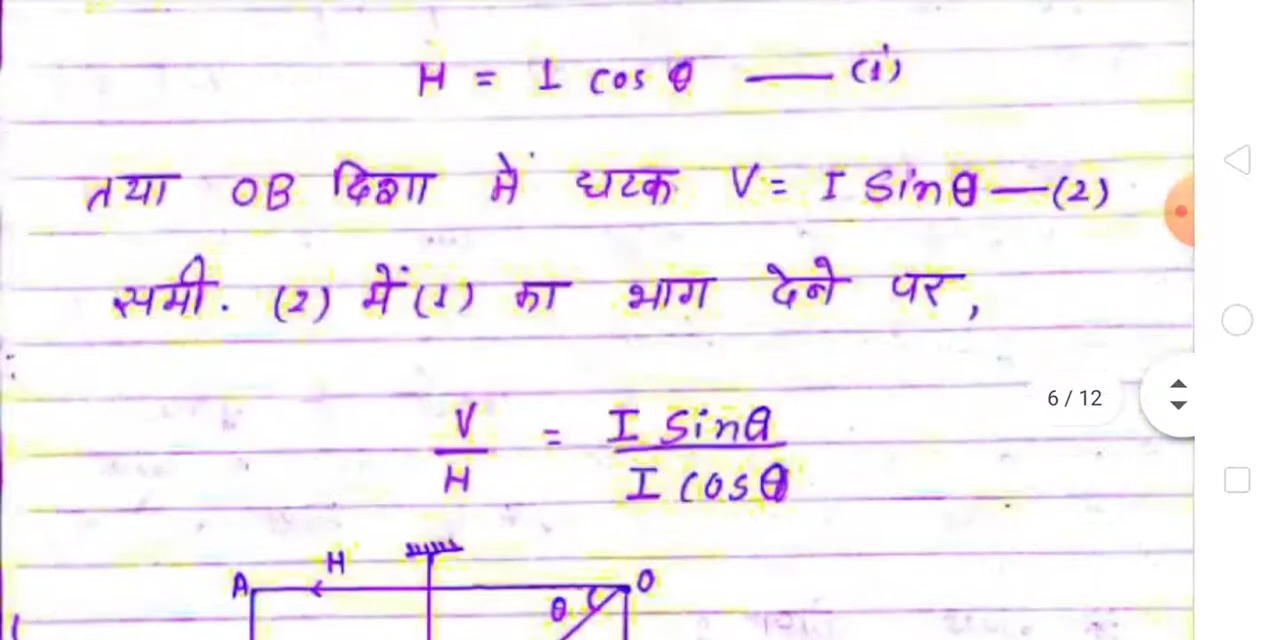 H = I cos θ — (1)
तथा OB दिशा में घटक V = I Sinθ — (2)
समी. (2) में (1) का भाग देने पर,
6 / 12
V/H = I Sinθ / I cosθ
H
A O
θ